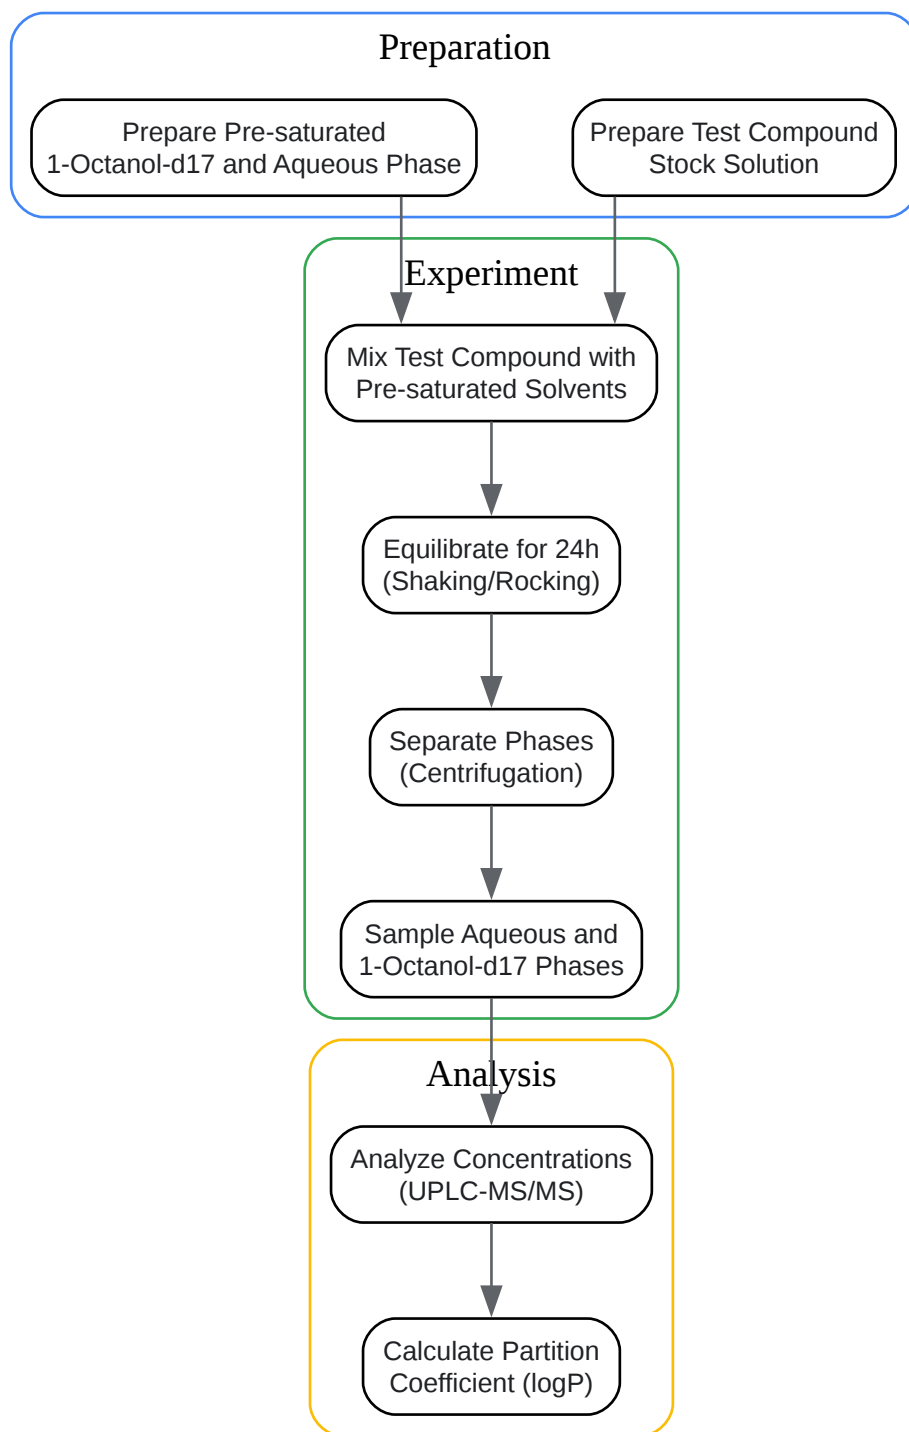 Preparation
Prepare Pre-saturated
1-Octanol-d17 and Aqueous Phase
Prepare Test Compound
Stock Solution
Experiment
Mix Test Compound with
Pre-saturated Solvents
Equilibrate for 24h
(Shaking/Rocking)
Separate Phases
(Centrifugation)
Sample Aqueous and
1-Octanol-d17 Phases
Analysis
Analyze Concentrations
(UPLC-MS/MS)
Calculate Partition
Coefficient (logP)